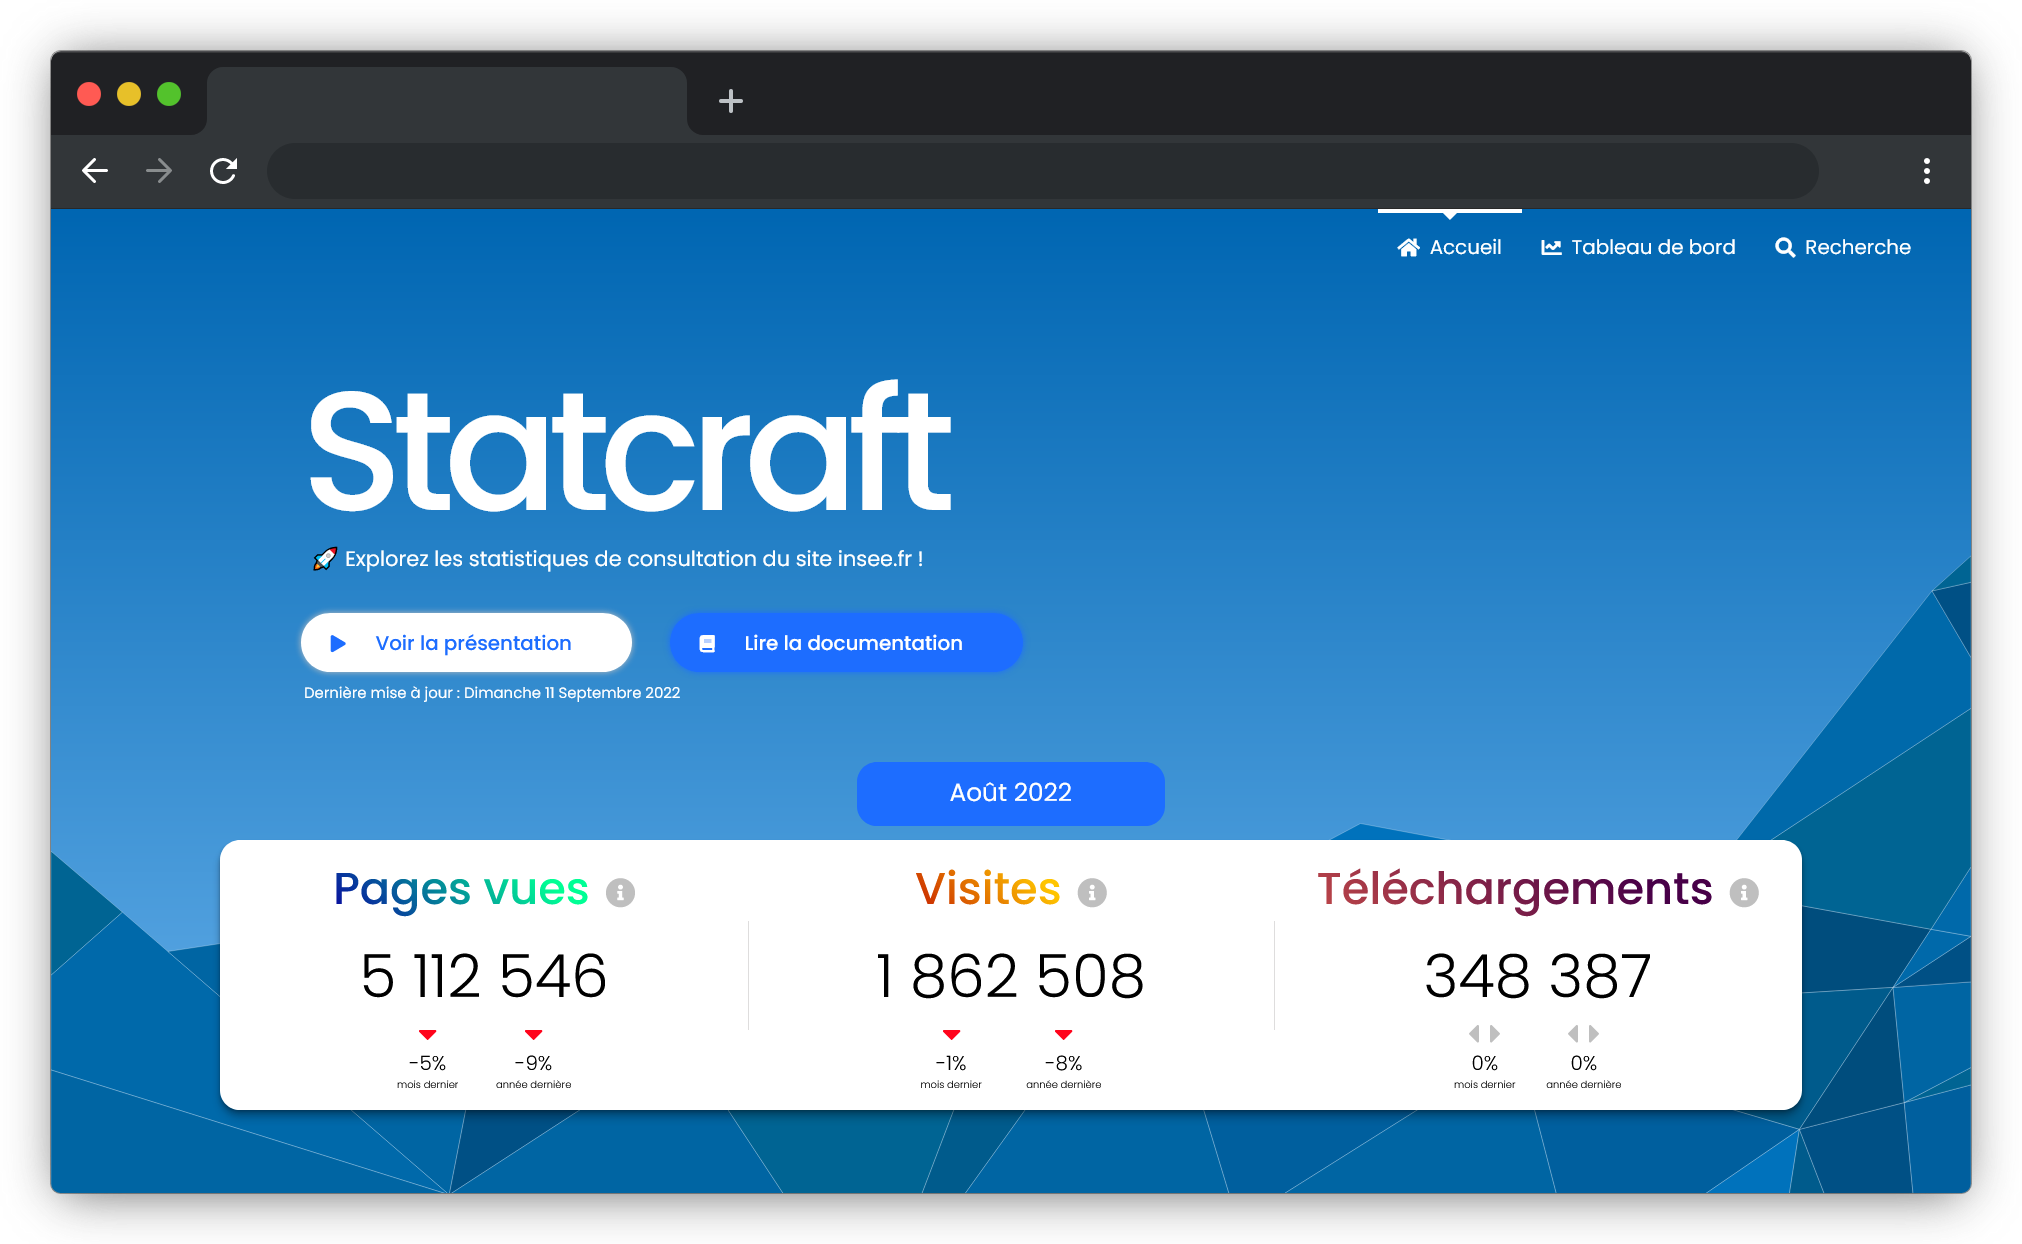 Accueil Tableau de bord Recherche
Statcraft
🚀 Explorez les statistiques de consultation du site insee.fr !
Voir la présentation Lire la documentation
Dernière mise à jour : Dimanche 11 Septembre 2022
Août 2022
Pages vues Visites Téléchargements
5 112 546 1 862 508 348 387
-5% -9% -1% -8% 0% 0%
mois dernier année dernière mois dernier année dernière mois dernier année dernière